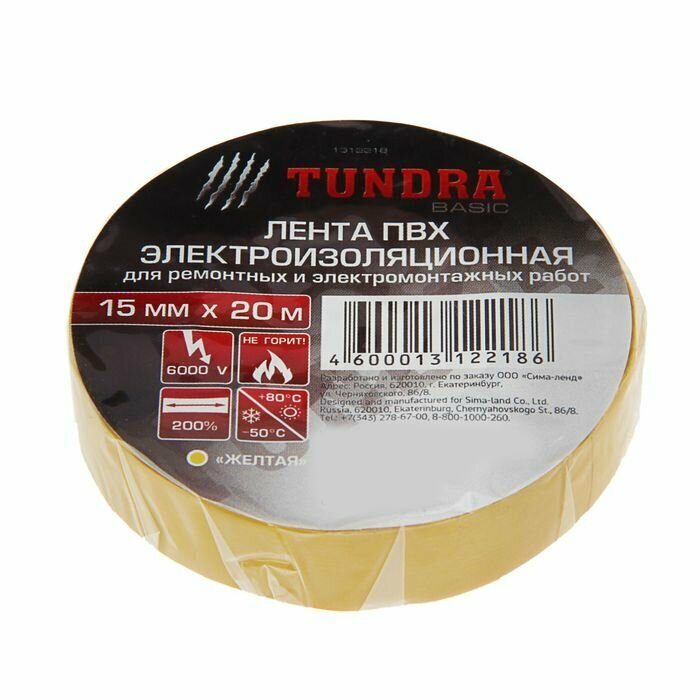 1312218
TUNDRA
BASIC
ЛЕНТА ПВХ
ЭЛЕКТРОИЗОЛЯЦИОННАЯ
для ремонтных и электромонтажных работ
15 мм х 20 м
6000 V
НЕ ГОРИТ!
200%
+80°C
-50°C
«ЖЕЛТАЯ»
4600013122186
Разработано и изготовлено по заказу ООО «Сима-ленд»
Адрес: Россия, 620010, г. Екатеринбург,
ул. Черняховского, 86/8.
Designed and manufactured for Sima-land Co., Ltd.
Russia, 620010, Ekaterinburg, Chernyahovskogo St., 86/8.
Tel.: +7(343) 278-67-00, 8-800-1000-260.